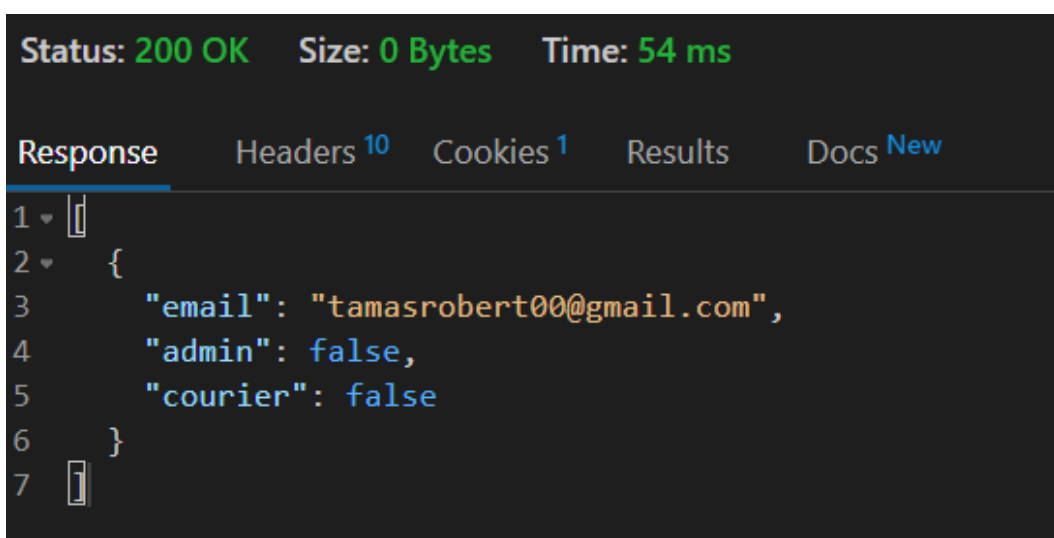 Status: 200 OK Size: 0 Bytes Time: 54 ms
Response Headers 10 Cookies 1 Results Docs New
1 [
2 {
3 "email": "tamasrobert00@gmail.com",
4 "admin": false,
5 "courier": false
6 }
7 ]